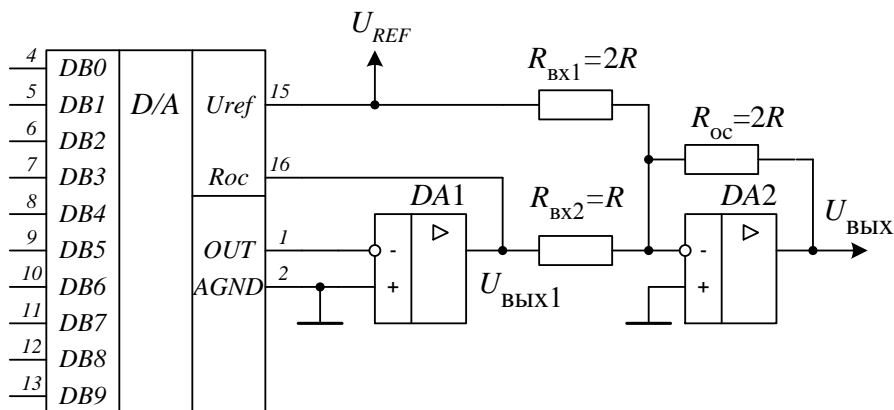 U_REF
R_вх1=2R
4 DB0
5 DB1 D/A Uref 15
6 DB2
R_ос=2R
7 DB3 Roc 16
8 DB4
DA1 R_вх2=R DA2
U_вых
9 DB5 OUT 1 - -
10 DB6 AGND 2 + +
U_вых1
11 DB7
12 DB8
13 DB9